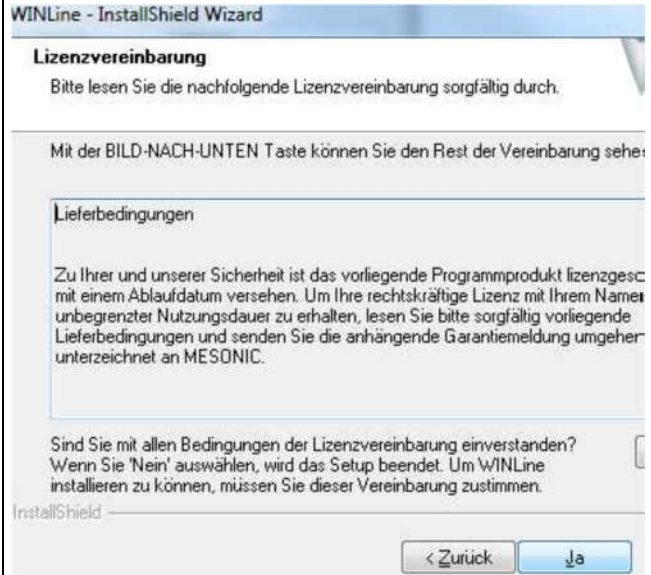 WINLine - InstallShield Wizard
Lizenzvereinbarung
Bitte lesen Sie die nachfolgende Lizenzvereinbarung sorgfältig durch.
Mit der BILD-NACH-UNTEN Taste können Sie den Rest der Vereinbarung sehe
Lieferbedingungen
Zu Ihrer und unserer Sicherheit ist das vorliegende Programmprodukt lizenzgesc
mit einem Ablaufdatum versehen. Um Ihre rechtskräftige Lizenz mit Ihrem Namen
unbegrenzter Nutzungsdauer zu erhalten, lesen Sie bitte sorgfältig vorliegende
Lieferbedingungen und senden Sie die anhängende Garantiemeldung umgehen
unterzeichnet an MESONIC.
Sind Sie mit allen Bedingungen der Lizenzvereinbarung einverstanden?
Wenn Sie 'Nein' auswählen, wird das Setup beendet. Um WINLine
installieren zu können, müssen Sie dieser Vereinbarung zustimmen.
InstallShield
< Zurück Ja